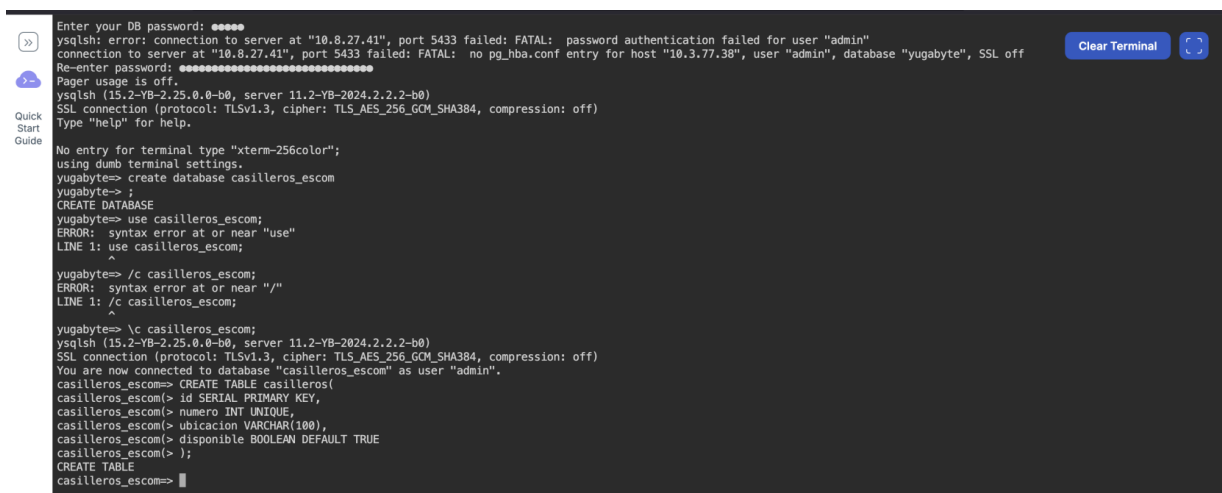 Enter your DB password: ●●●●●
ysqlsh: error: connection to server at "10.8.27.41", port 5433 failed: FATAL:  password authentication failed for user "admin"
connection to server at "10.8.27.41", port 5433 failed: FATAL:  no pg_hba.conf entry for host "10.3.77.38", user "admin", database "yugabyte", SSL off
Re-enter password: ●●●●●●●●●●●●●●●●●●●●●●●●●●●●●●
Pager usage is off.
ysqlsh (15.2-YB-2.25.0.0-b0, server 11.2-YB-2024.2.2.2-b0)
SSL connection (protocol: TLSv1.3, cipher: TLS_AES_256_GCM_SHA384, compression: off)
Type "help" for help.
No entry for terminal type "xterm-256color";
using dumb terminal settings.
yugabyte=> create database casilleros_escom
yugabyte-> ;
CREATE DATABASE
yugabyte=> use casilleros_escom;
ERROR:  syntax error at or near "use"
LINE 1: use casilleros_escom;
^
yugabyte=> /c casilleros_escom;
ERROR:  syntax error at or near "/"
LINE 1: /c casilleros_escom;
^
yugabyte=> \c casilleros_escom;
ysqlsh (15.2-YB-2.25.0.0-b0, server 11.2-YB-2024.2.2.2-b0)
SSL connection (protocol: TLSv1.3, cipher: TLS_AES_256_GCM_SHA384, compression: off)
You are now connected to database "casilleros_escom" as user "admin".
casilleros_escom=> CREATE TABLE casilleros(
casilleros_escom(> id SERIAL PRIMARY KEY,
casilleros_escom(> numero INT UNIQUE,
casilleros_escom(> ubicacion VARCHAR(100),
casilleros_escom(> disponible BOOLEAN DEFAULT TRUE
casilleros_escom(> );
CREATE TABLE
casilleros_escom=>
Quick
Start
Guide
Clear Terminal